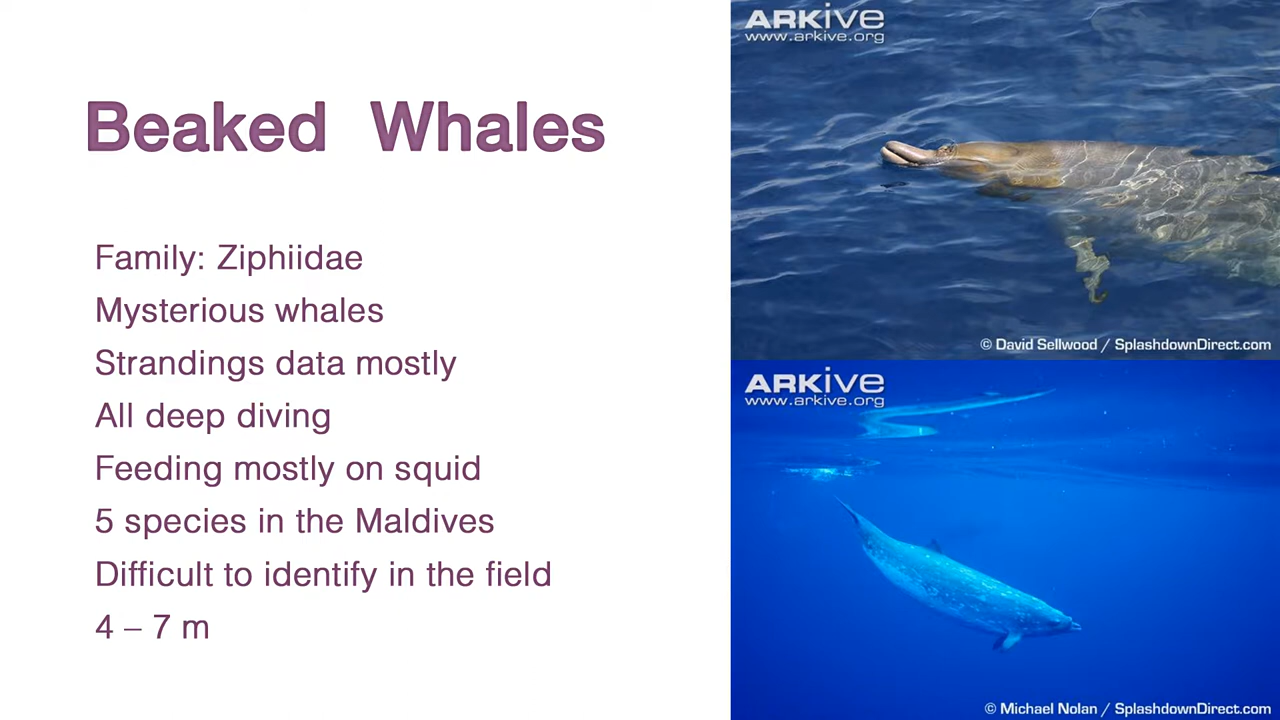 Beaked Whales
Family: Ziphiidae
Mysterious whales
Strandings data mostly
All deep diving
Feeding mostly on squid
5 species in the Maldives
Difficult to identify in the field
4 – 7 m
ARKive
www.arkive.org
© David Sellwood / SplashdownDirect.com
ARKive
www.arkive.org
© Michael Nolan / SplashdownDirect.com